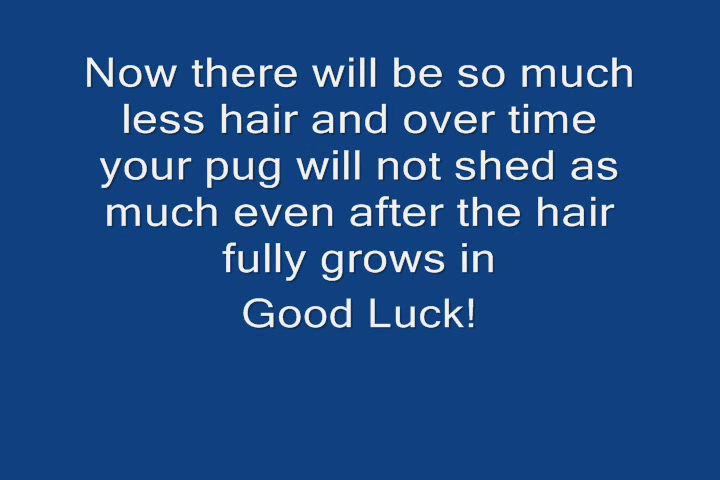 Now there will be so much
less hair and over time
your pug will not shed as
much even after the hair
fully grows in
Good Luck!